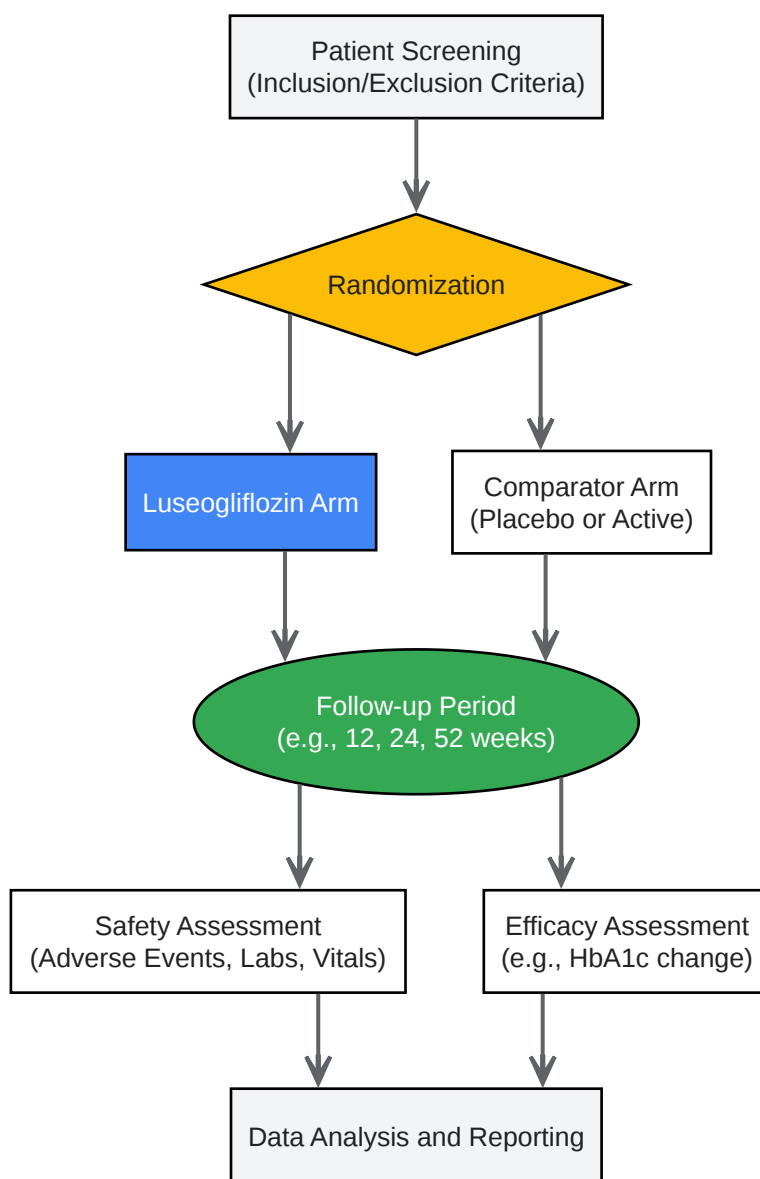 Patient Screening
(Inclusion/Exclusion Criteria)
Randomization
Luseogliflozin Arm
Comparator Arm
(Placebo or Active)
Follow-up Period
(e.g., 12, 24, 52 weeks)
Safety Assessment
(Adverse Events, Labs, Vitals)
Efficacy Assessment
(e.g., HbA1c change)
Data Analysis and Reporting